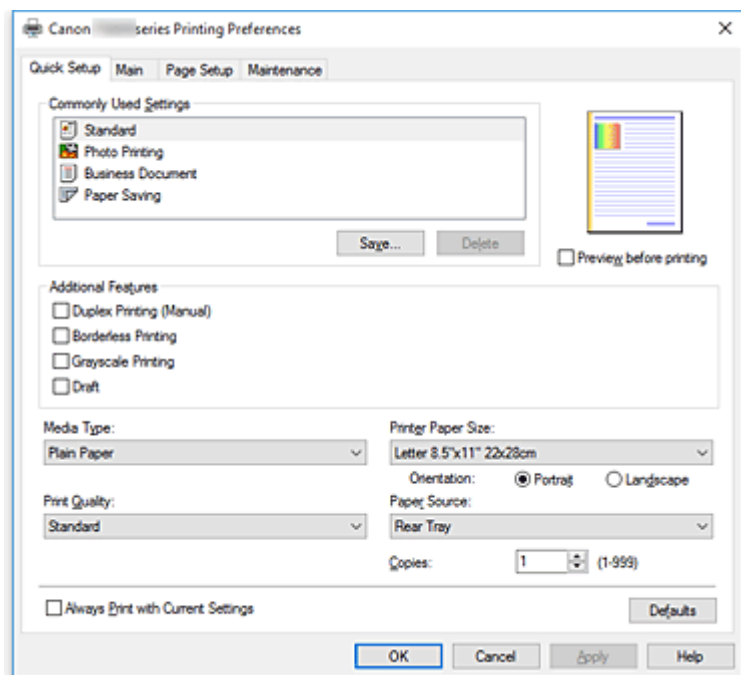 Canon series Printing Preferences
Quick Setup Main Page Setup Maintenance
Commonly Used Settings
Standard
Photo Printing
Business Document
Paper Saving
Save... Delete
Preview before printing
Additional Features
Duplex Printing (Manual)
Borderless Printing
Grayscale Printing
Draft
Media Type: Printer Paper Size:
Plain Paper Letter 8.5"x11" 22x28cm
Orientation: Portrait Landscape
Print Quality: Paper Source:
Standard Rear Tray
Copies: 1 (1-999)
Always Print with Current Settings Defaults
OK Cancel Apply Help